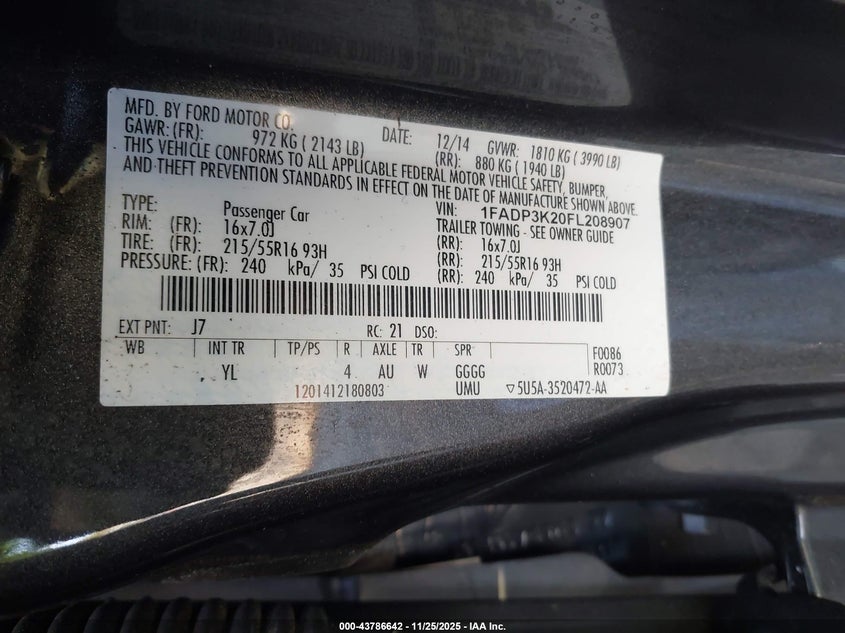 MFD. BY FORD MOTOR CO.
DATE: 12/14 GVWR: 1810 KG ( 3990 LB)
GAWR: (FR): 972 KG ( 2143 LB) (RR): 880 KG ( 1940 LB)
THIS VEHICLE CONFORMS TO ALL APPLICABLE FEDERAL MOTOR VEHICLE SAFETY, BUMPER,
AND THEFT PREVENTION STANDARDS IN EFFECT ON THE DATE OF MANUFACTURE SHOWN ABOVE.
VIN: 1FADP3K20FL208907
TYPE: Passenger Car TRAILER TOWING - SEE OWNER GUIDE
RIM: (FR): 16x7.0J (RR): 16x7.0J
TIRE: (FR): 215/55R16 93H (RR): 215/55R16 93H
PRESSURE: (FR): 240 kPa/ 35 PSI COLD (RR): 240 kPa/ 35 PSI COLD
EXT PNT: J7 RC: 21 DSO:
WB INT TR TP/PS R AXLE TR SPR F0086
YL 4 AU W GGGG R0073
1201412180803 UMU ▽5U5A-3520472-AA
000-43786642 - 11/25/2025 - IAA Inc.